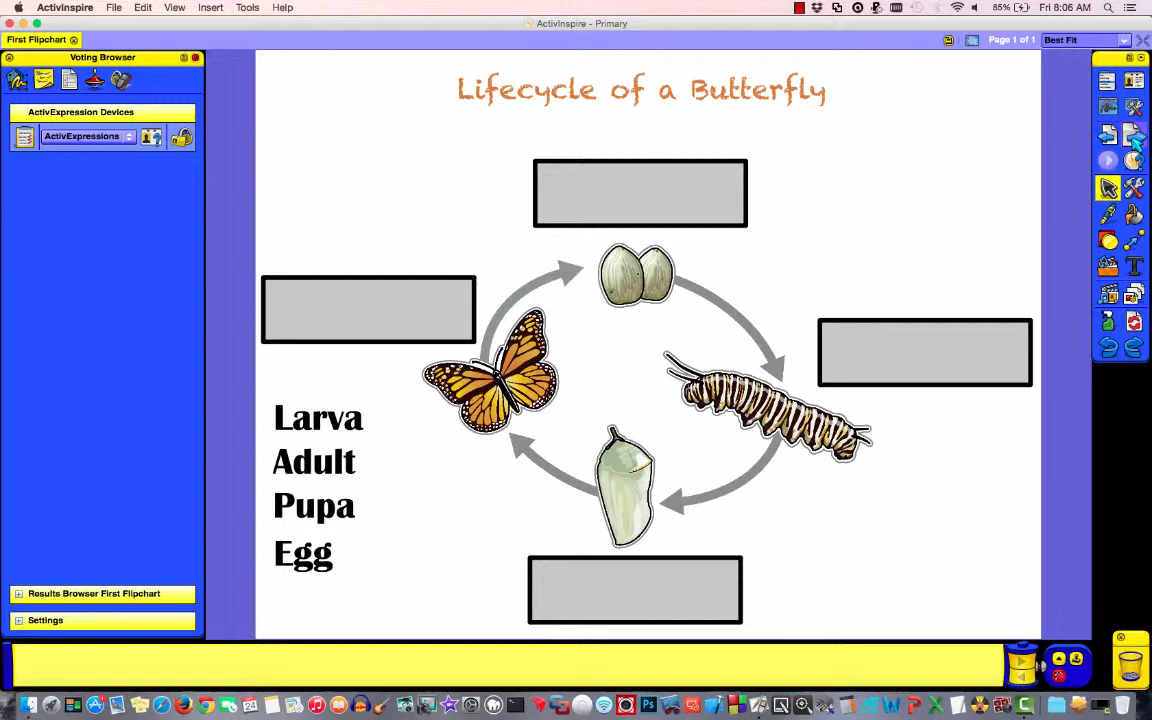 ActivInspire File Edit View Insert Tools Help
85% Fri 8:06 AM
ActivInspire - Primary
First Flipchart
Page 1 of 1
Best Fit
Voting Browser
ActivExpression Devices
ActivExpressions
Lifecycle of a Butterfly
Larva
Adult
Pupa
Egg
Results Browser First Flipchart
Settings